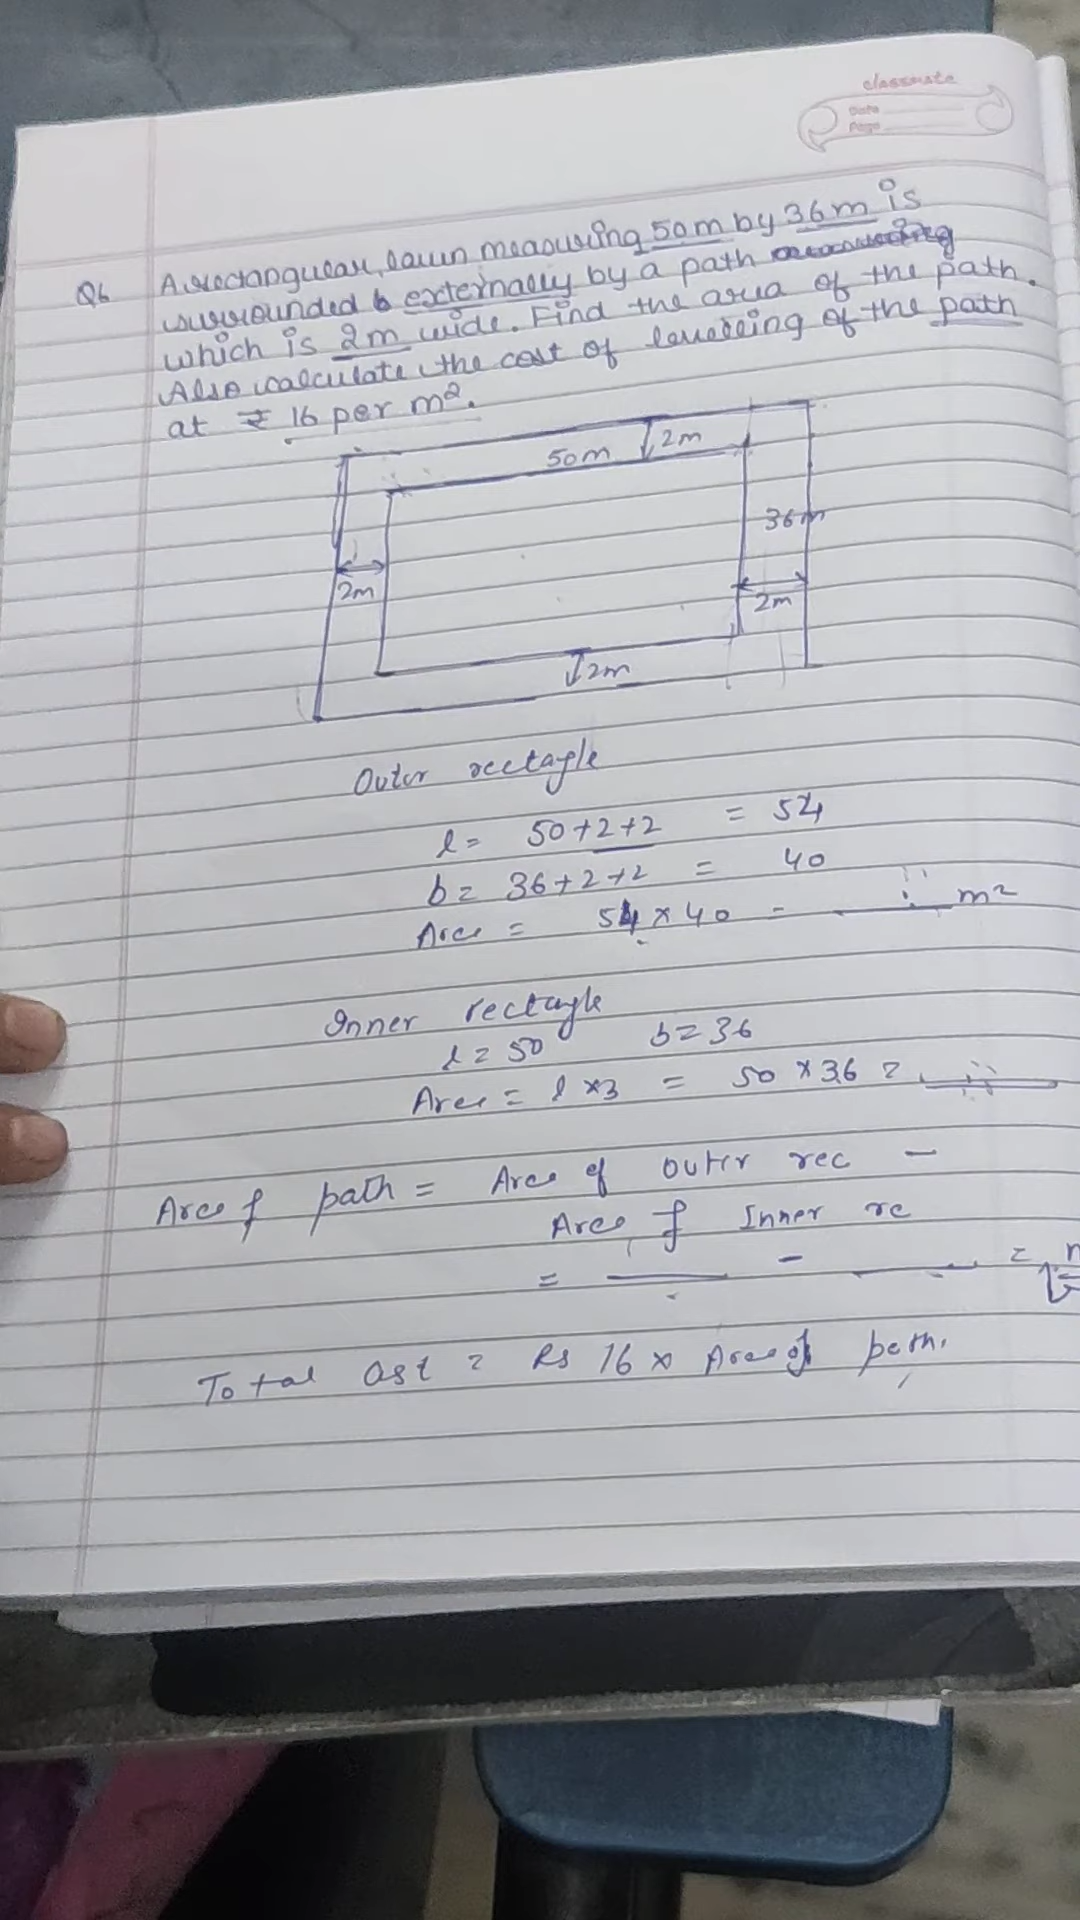 classmate
Date
Page
Q6 A rectangular lawn measuring 50m by 36m is
surrounded externally by a path
which is 2m wide. Find the area of the path.
Also calculate the cost of levelling of the path
at ₹ 16 per m².
50m 2m
36m
2m
2m
2m
Outer rectagle
l = 50+2+2 = 54
b = 36+2+2 = 40
Area = 54 × 40 = m²
Inner rectagle
l = 50 b = 36
Area = l × 3 = 50 × 36 =
Area of path = Area of outer rec -
Area of Inner re
= - =
Total cost = Rs 16 × Area of path.